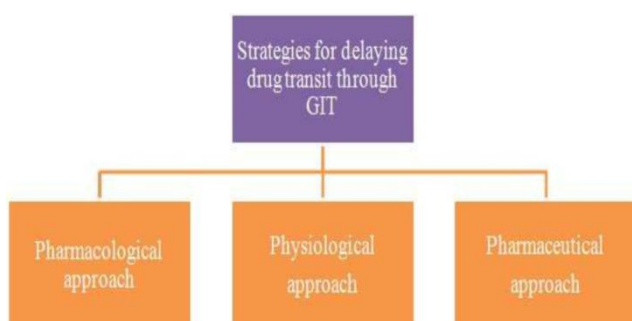 Strategies for delaying
drug transit through
GIT
Pharmacological
approach
Physiological
approach
Pharmaceutical
approach